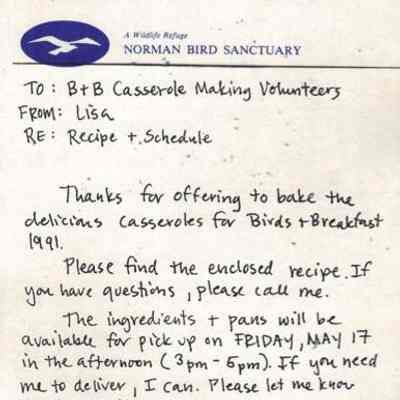 A Wildlife Refuge
NORMAN BIRD SANCTUARY
TO: B+B Casserole Making Volunteers
FROM: Lisa
RE: Recipe + Schedule
Thanks for offering to bake the
delicious casseroles for Birds + Breakfast
1991.
Please find the enclosed recipe. If
you have questions, please call me.
The ingredients + pans will be
available for pick up on FRIDAY, MAY 17
in the afternoon (3pm - 5pm). If you need
me to deliver, I can. Please let me know